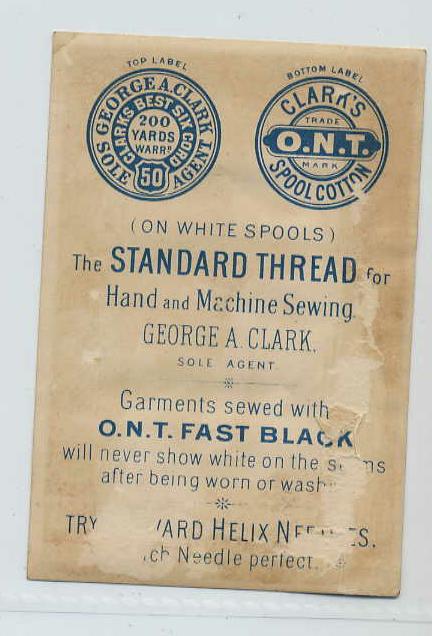 TOP LABEL
GEORGE A. CLARK
SOLE AGENT
CLARK'S BEST SIX CORD
200
YARDS
WARRD
50
BOTTOM LABEL
CLARK'S
TRADE
O.N.T.
MARK
SPOOL COTTON
(ON WHITE SPOOLS)
The STANDARD THREAD for
Hand and Machine Sewing
GEORGE A. CLARK.
SOLE AGENT
Garments sewed with
O.N.T. FAST BLACK
will never show white on the
after being worn or
TRY HELIX
Needle perfect.